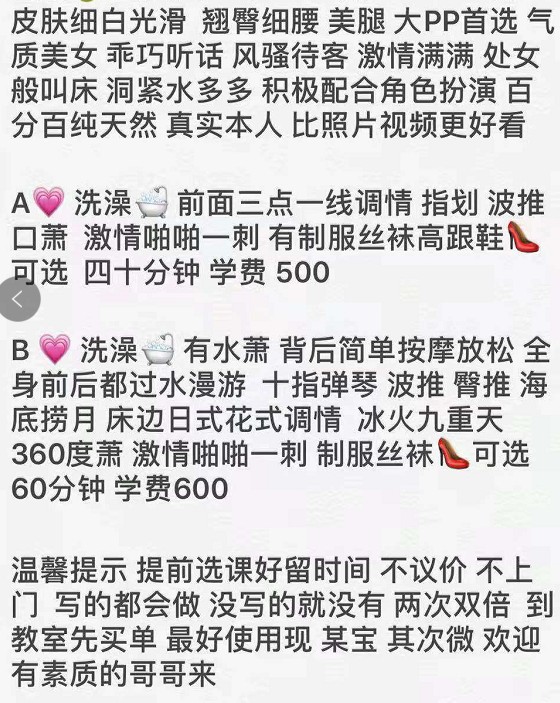 皮肤细白光滑 翘臀细腰 美腿 大PP首选 气
质美女 乖巧听话 风骚待客 激情满满 处女
般叫床 洞紧水多多 积极配合角色扮演 百
分百纯天然 真实本人 比照片视频更好看
A💗 洗澡🛀 前面三点一线调情 指划 波推
口萧 激情啪啪一刺 有制服丝袜高跟鞋👠
可选 四十分钟 学费 500
B 💗 洗澡🛀 有水萧 背后简单按摩放松 全
身前后都过水漫游 十指弹琴 波推 臀推 海
底捞月 床边日式花式调情 冰火九重天
360度萧 激情啪啪一刺 制服丝袜👠可选
60分钟 学费600
温馨提示 提前选课好留时间 不议价 不上
门 写的都会做 没写的就没有 两次双倍 到
教室先买单 最好使用现 某宝 其次微 欢迎
有素质的哥哥来